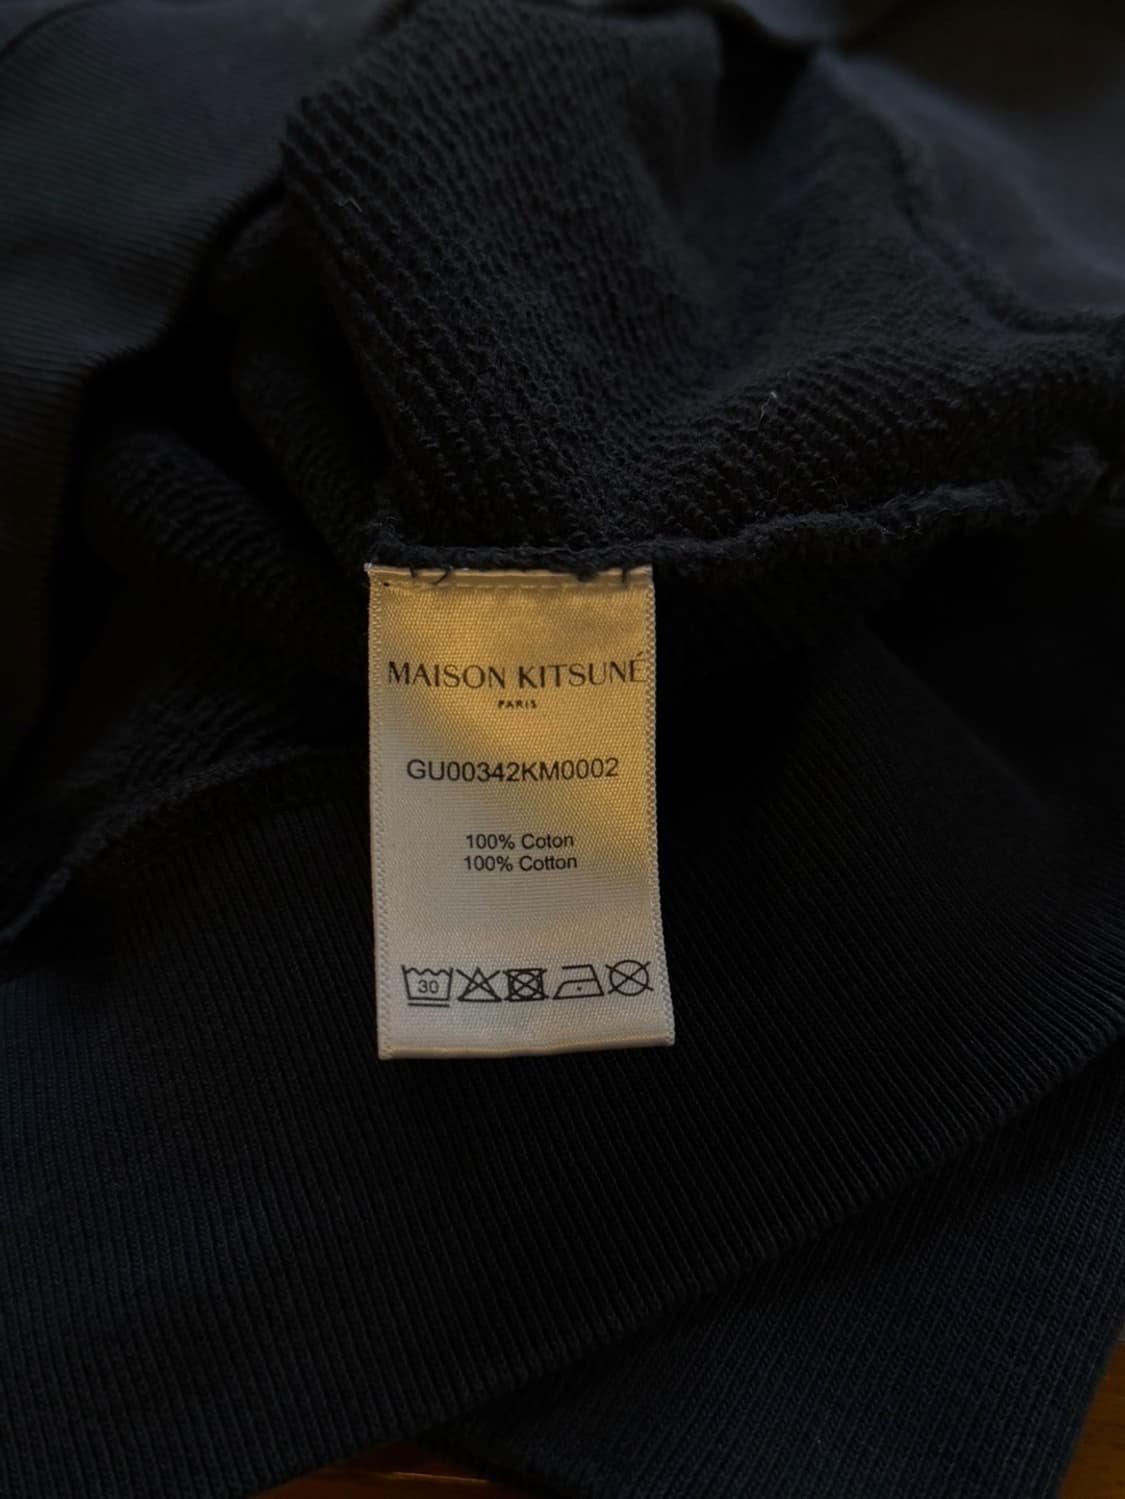 MAISON KITSUNÉ
PARIS
GU00342KM0002
100% Coton
100% Cotton
30